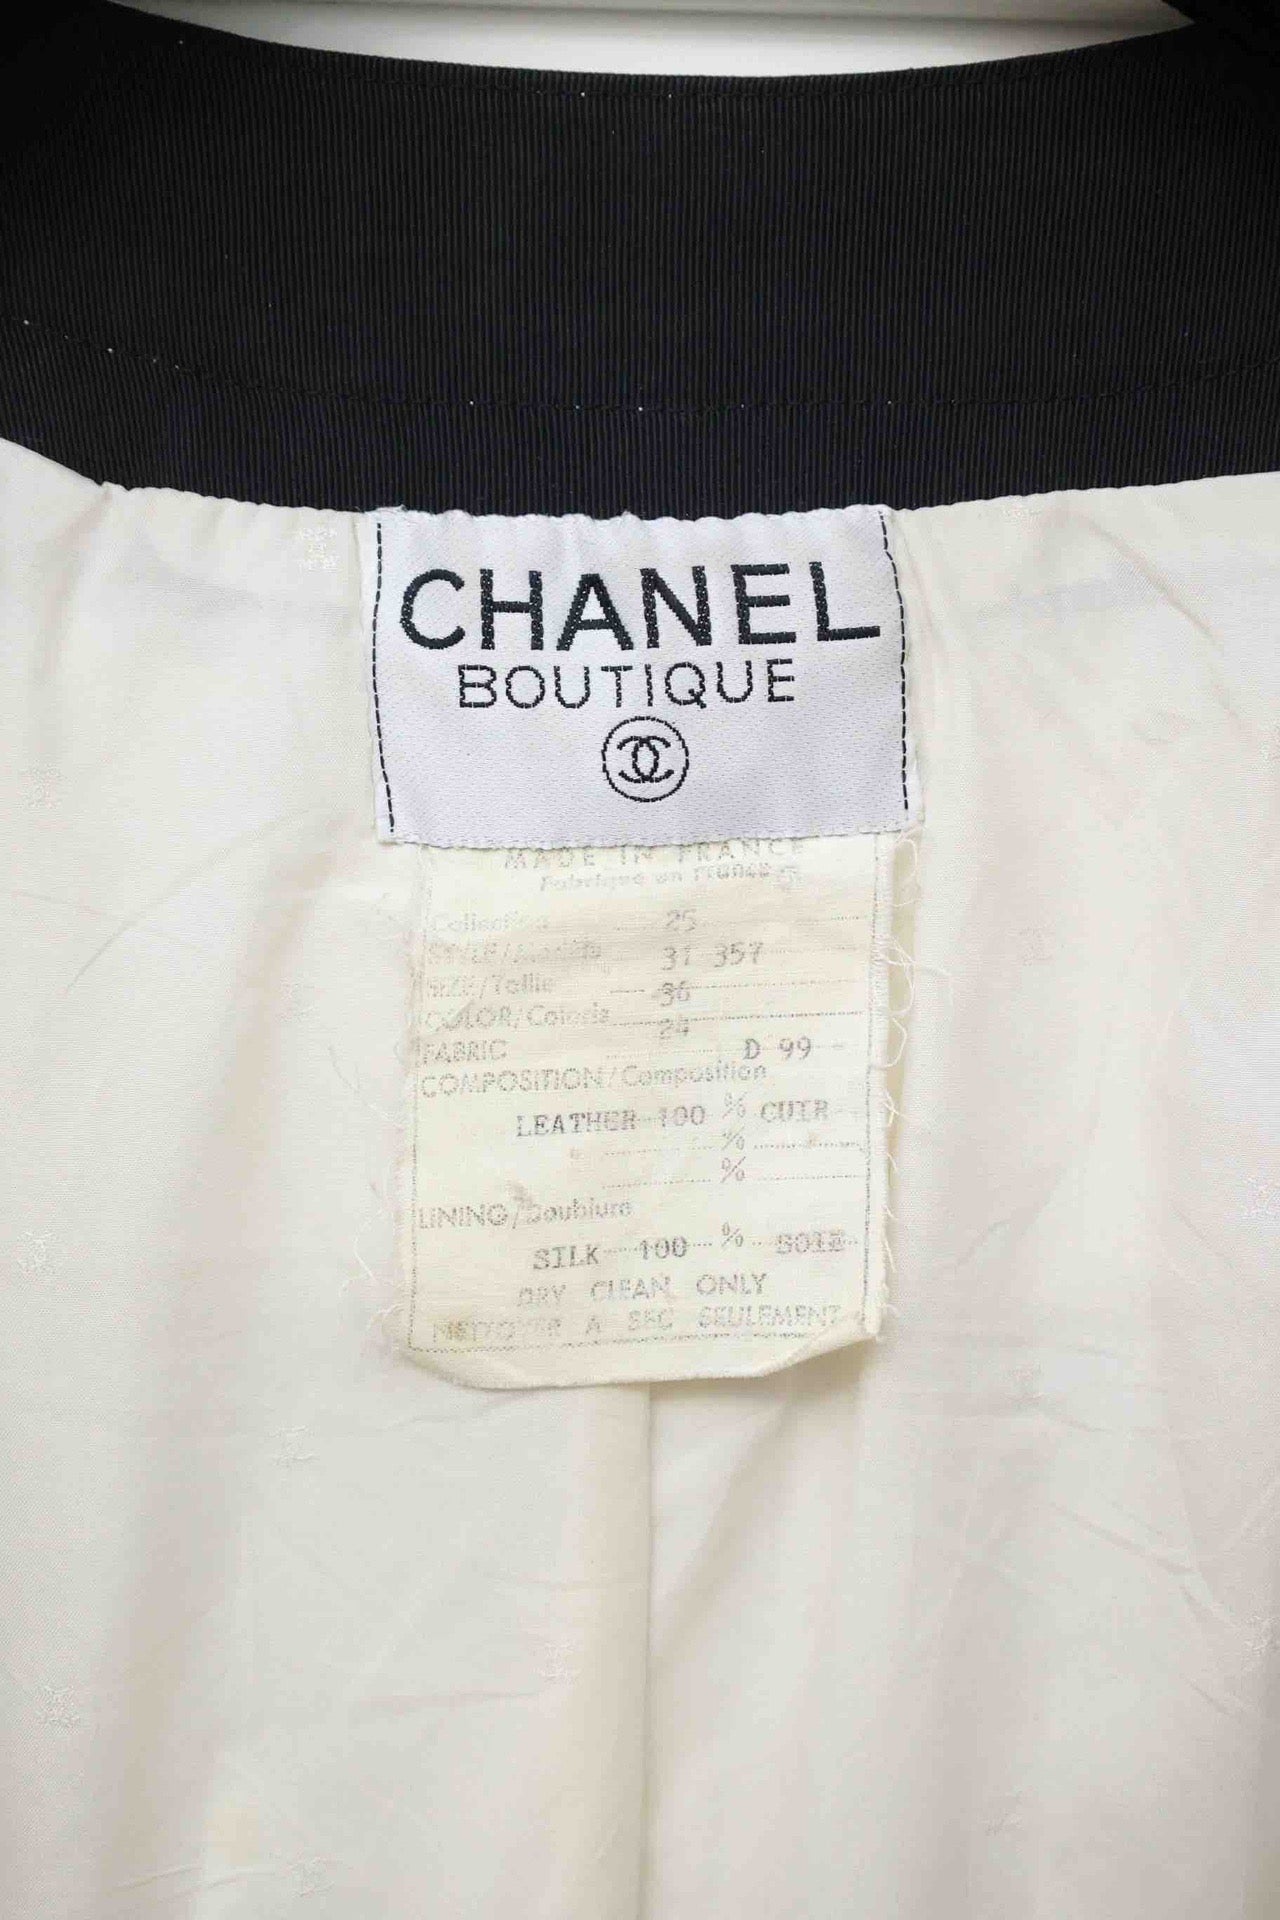 CHANEL
BOUTIQUE
MADE IN FRANCE
Fabriqué en France
Collection 25
STYLE/Modèle 31 357
SIZE/Taille 36
COLOR/Coloris 24
FABRIC D 99
COMPOSITION/Composition
LEATHER 100 % CUIR
%
%
LINING/Doublure
SILK 100 % SOIE
DRY CLEAN ONLY
NETTOYER A SEC SEULEMENT